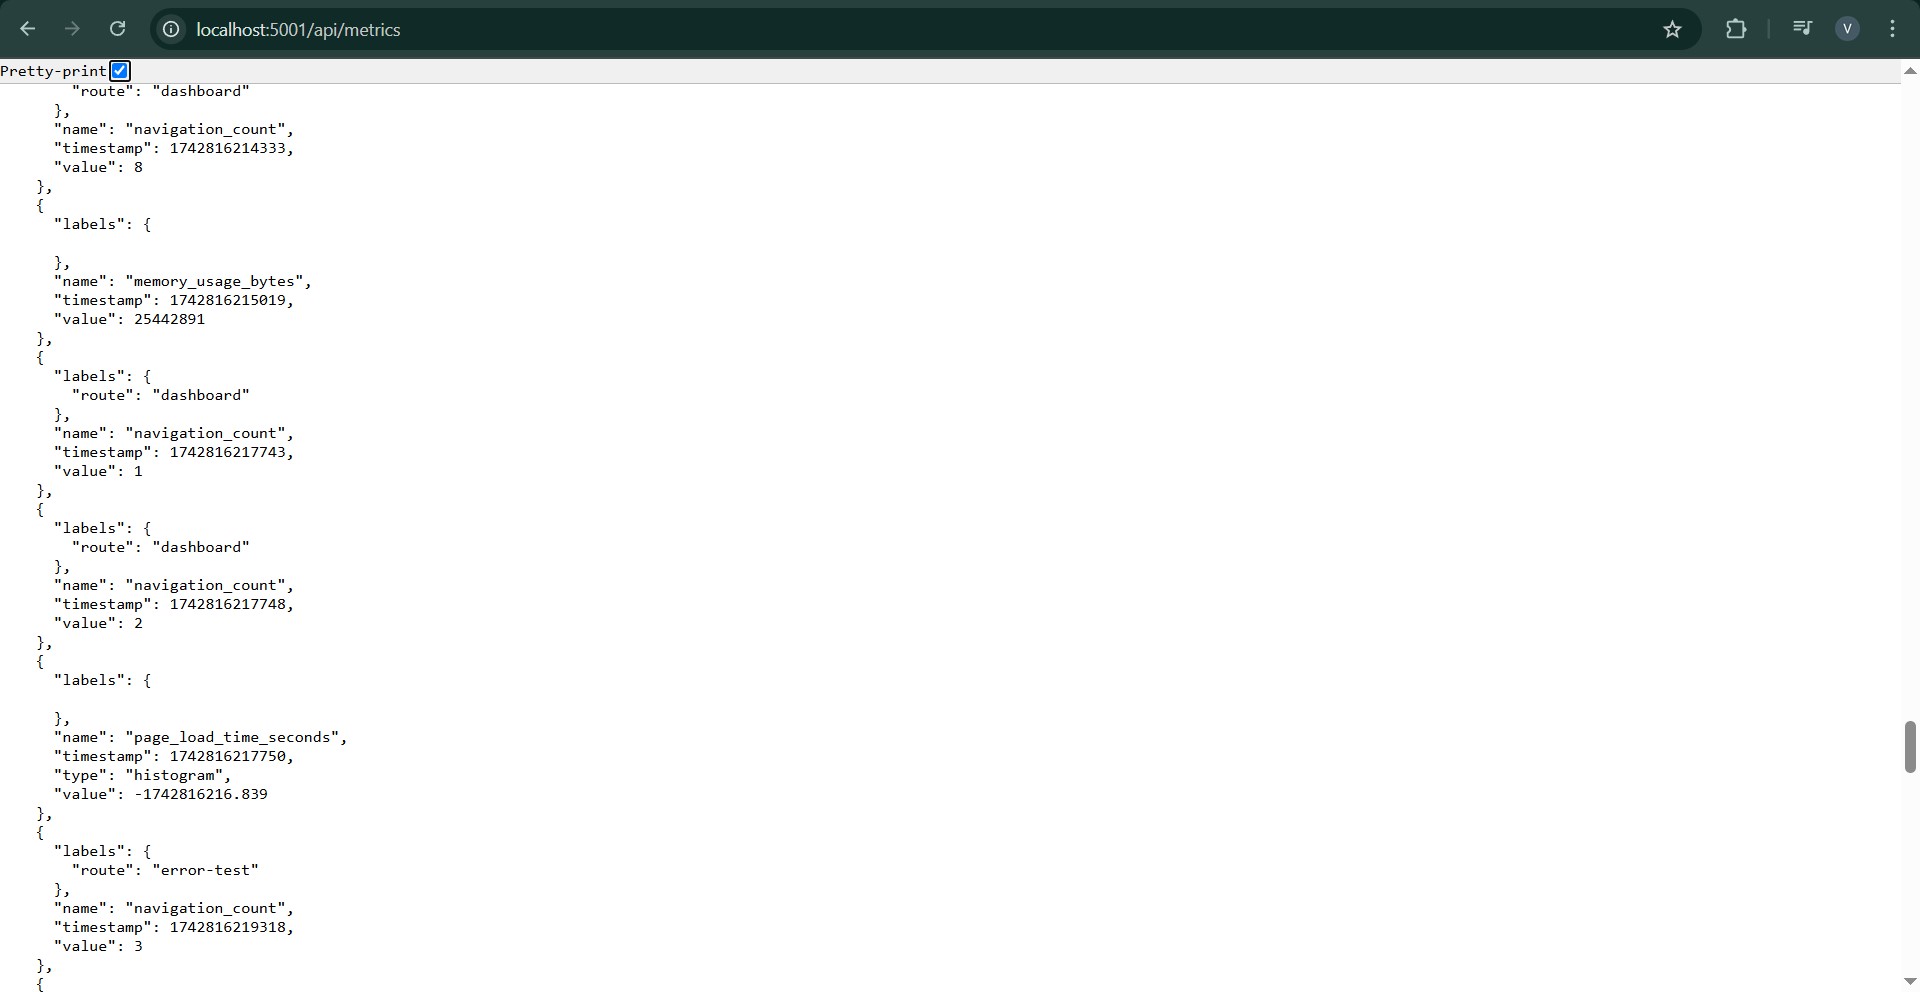 localhost:5001/api/metrics
V
Pretty-print
"route": "dashboard"
},
"name": "navigation_count",
"timestamp": 1742816214333,
"value": 8
},
{
"labels": {
},
"name": "memory_usage_bytes",
"timestamp": 1742816215019,
"value": 25442891
},
{
"labels": {
"route": "dashboard"
},
"name": "navigation_count",
"timestamp": 1742816217743,
"value": 1
},
{
"labels": {
"route": "dashboard"
},
"name": "navigation_count",
"timestamp": 1742816217748,
"value": 2
},
{
"labels": {
},
"name": "page_load_time_seconds",
"timestamp": 1742816217750,
"type": "histogram",
"value": -1742816216.839
},
{
"labels": {
"route": "error-test"
},
"name": "navigation_count",
"timestamp": 1742816219318,
"value": 3
},
{